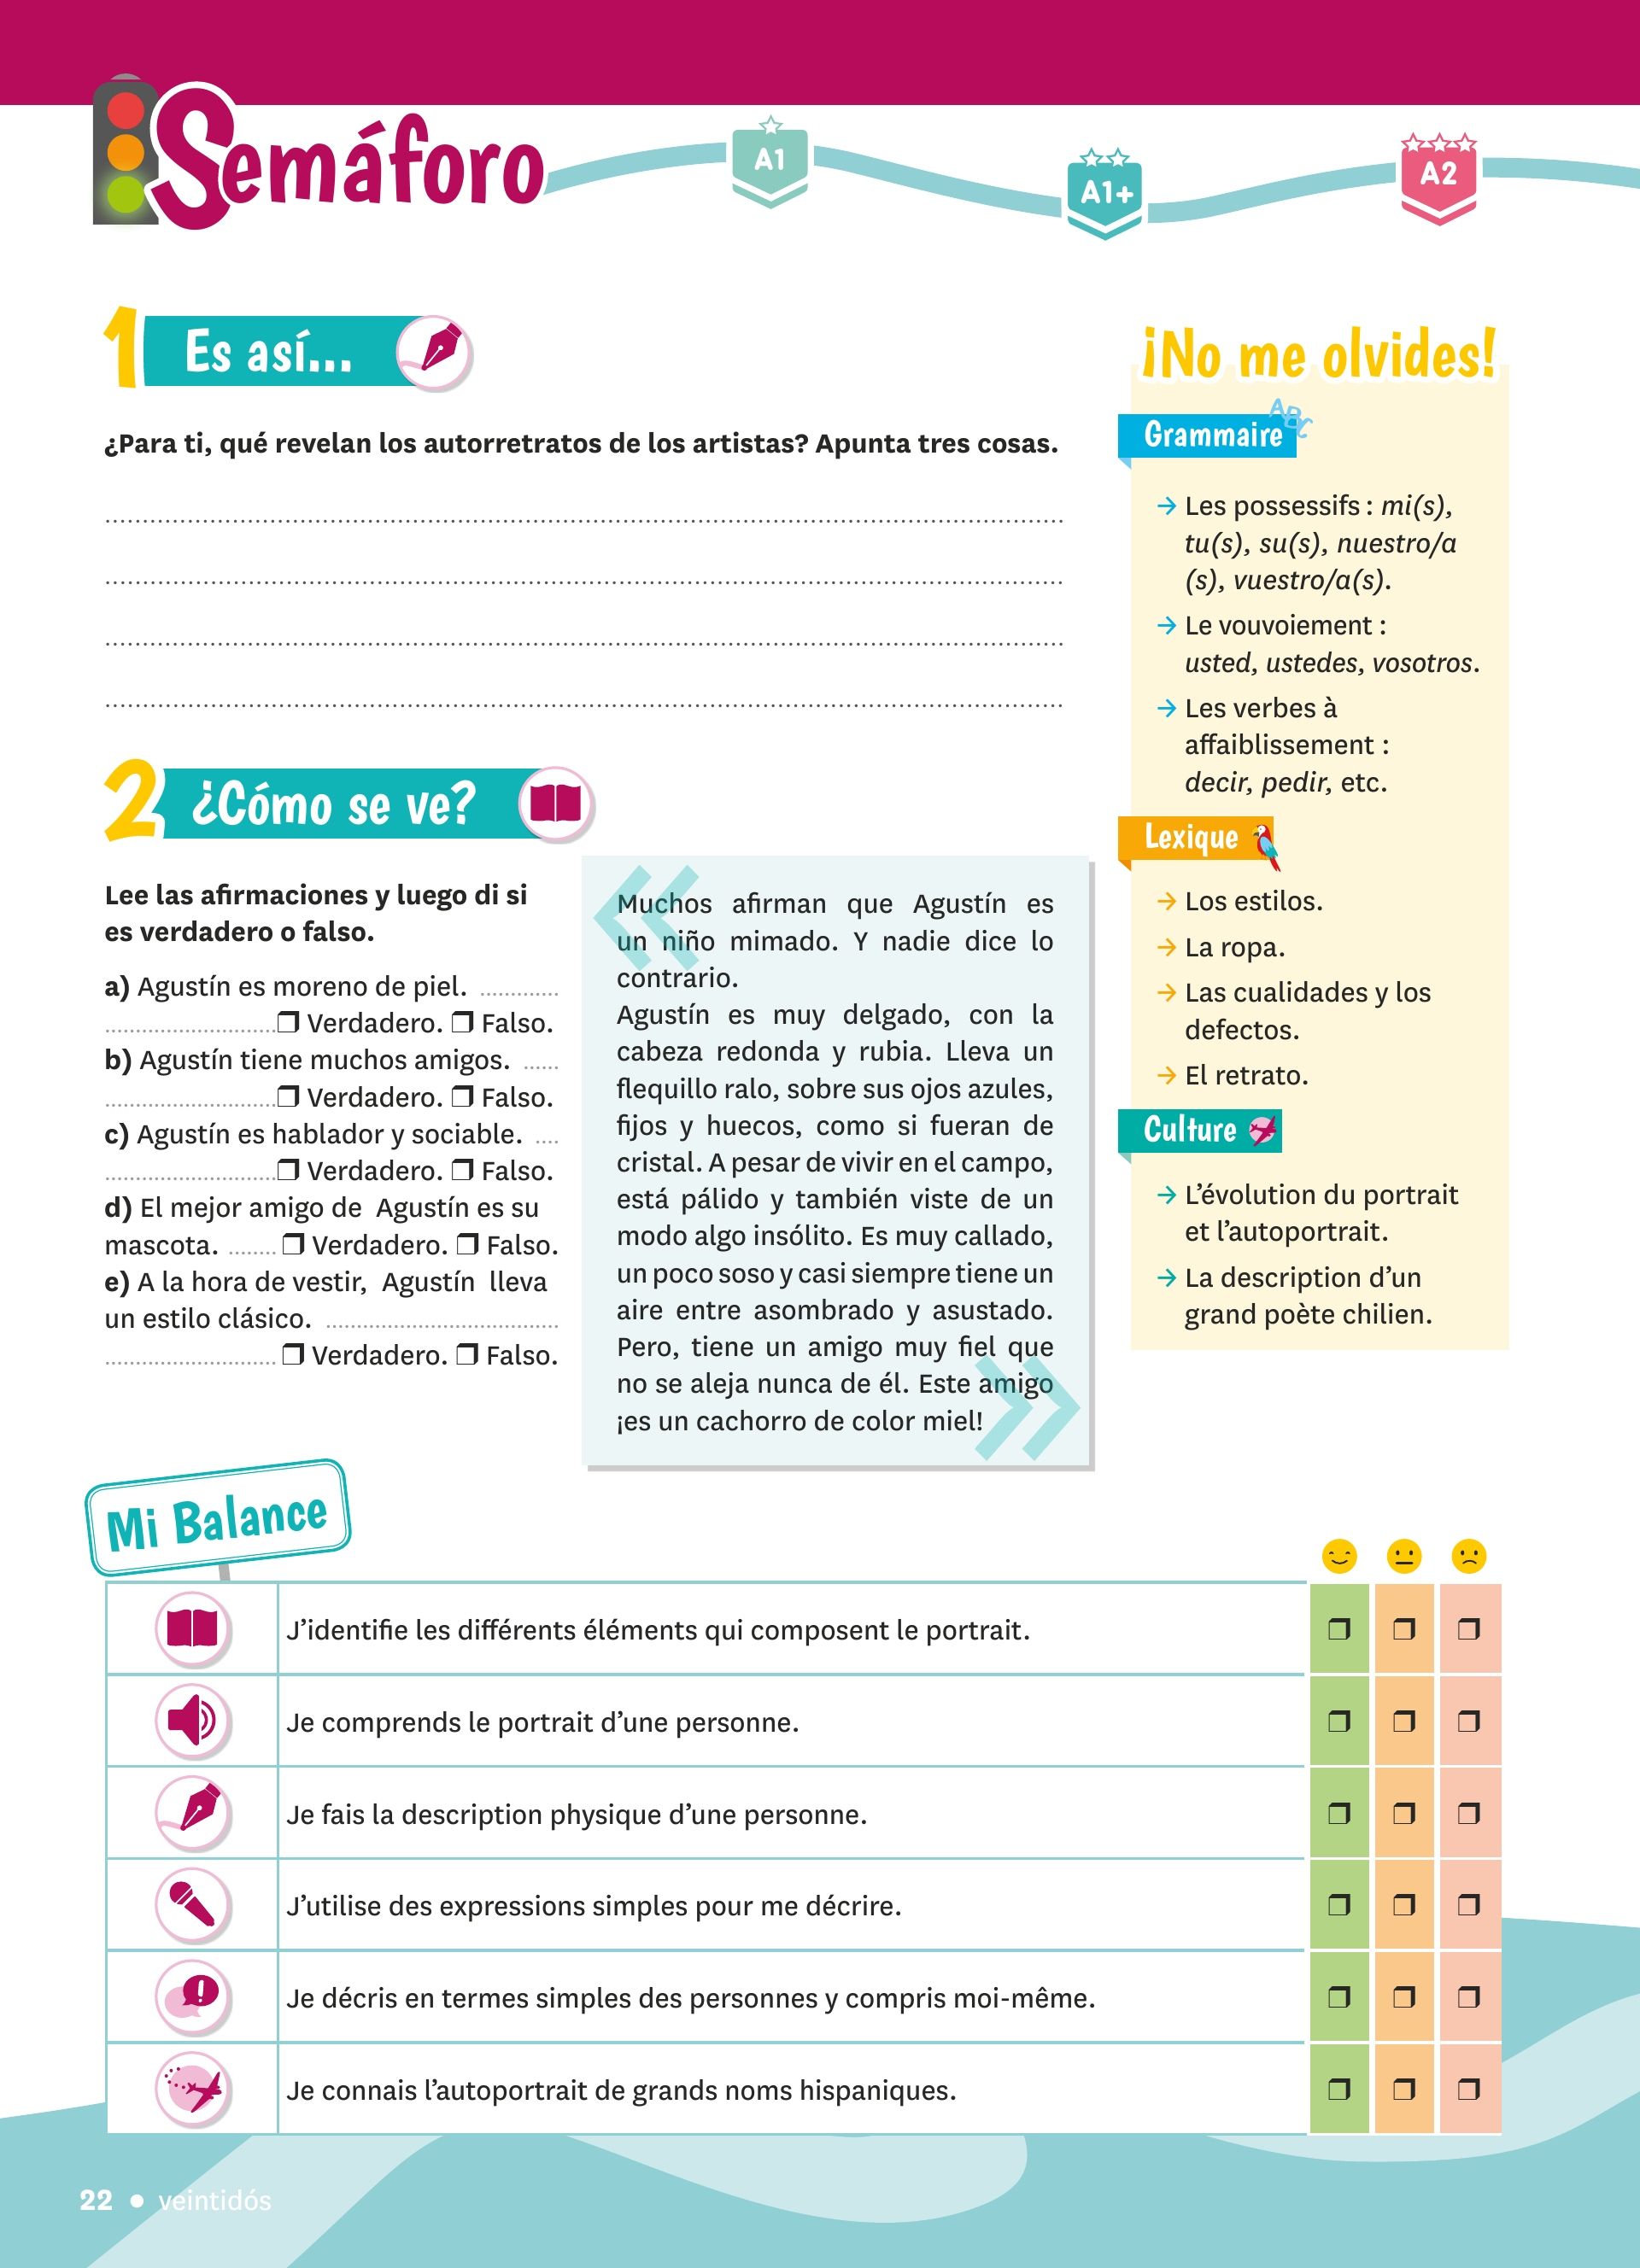 Semáforo
A1
A1+
A2
1 Es así...
¿Para ti, qué revelan los autorretratos de los artistas? Apunta tres cosas.
2 ¿Cómo se ve?
Lee las afirmaciones y luego di si
es verdadero o falso.
a) Agustín es moreno de piel. .............
............................❒ Verdadero. ❒ Falso.
b) Agustín tiene muchos amigos. ......
............................❒ Verdadero. ❒ Falso.
c) Agustín es hablador y sociable. ....
............................❒ Verdadero. ❒ Falso.
d) El mejor amigo de Agustín es su
mascota. ........ ❒ Verdadero. ❒ Falso.
e) A la hora de vestir, Agustín lleva
un estilo clásico. ......................................
............................ ❒ Verdadero. ❒ Falso.
«
Muchos afirman que Agustín es
un niño mimado. Y nadie dice lo
contrario.
Agustín es muy delgado, con la
cabeza redonda y rubia. Lleva un
flequillo ralo, sobre sus ojos azules,
fijos y huecos, como si fueran de
cristal. A pesar de vivir en el campo,
está pálido y también viste de un
modo algo insólito. Es muy callado,
un poco soso y casi siempre tiene un
aire entre asombrado y asustado.
Pero, tiene un amigo muy fiel que
no se aleja nunca de él. Este amigo
¡es un cachorro de color miel!
»
¡No me olvides!
Grammaire
ABC
→ Les possessifs : mi(s),
tu(s), su(s), nuestro/a
(s), vuestro/a(s).
→ Le vouvoiement :
usted, ustedes, vosotros.
→ Les verbes à
affaiblissement :
decir, pedir, etc.
Lexique
→ Los estilos.
→ La ropa.
→ Las cualidades y los
defectos.
→ El retrato.
Culture
→ L’évolution du portrait
et l’autoportrait.
→ La description d’un
grand poète chilien.
Mi Balance
J’identifie les différents éléments qui composent le portrait. ❒ ❒ ❒
Je comprends le portrait d’une personne. ❒ ❒ ❒
Je fais la description physique d’une personne. ❒ ❒ ❒
J’utilise des expressions simples pour me décrire. ❒ ❒ ❒
Je décris en termes simples des personnes y compris moi-même. ❒ ❒ ❒
Je connais l’autoportrait de grands noms hispaniques. ❒ ❒ ❒
22 • veintidós